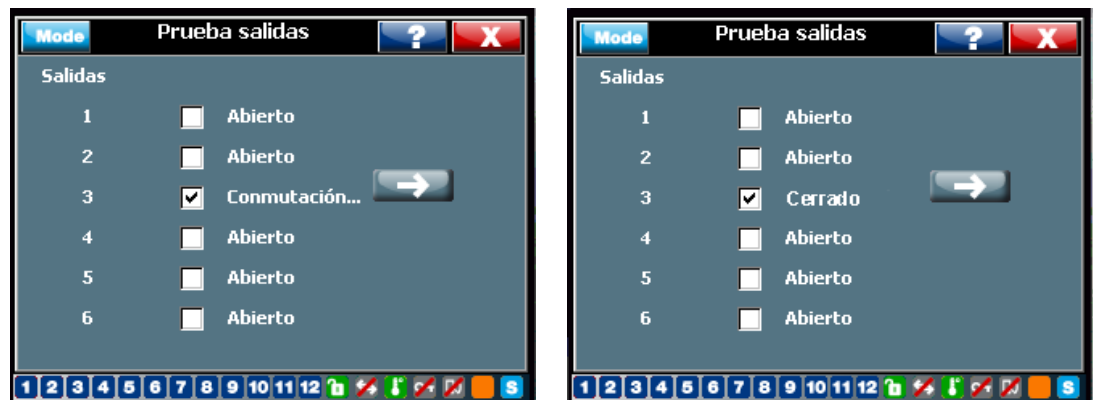 Mode Prueba salidas ? X
Salidas
1 Abierto
2 Abierto
3 Conmutación...
4 Abierto
5 Abierto
6 Abierto
1 2 3 4 5 6 7 8 9 10 11 12 S
Mode Prueba salidas ? X
Salidas
1 Abierto
2 Abierto
3 Cerrado
4 Abierto
5 Abierto
6 Abierto
1 2 3 4 5 6 7 8 9 10 11 12 S